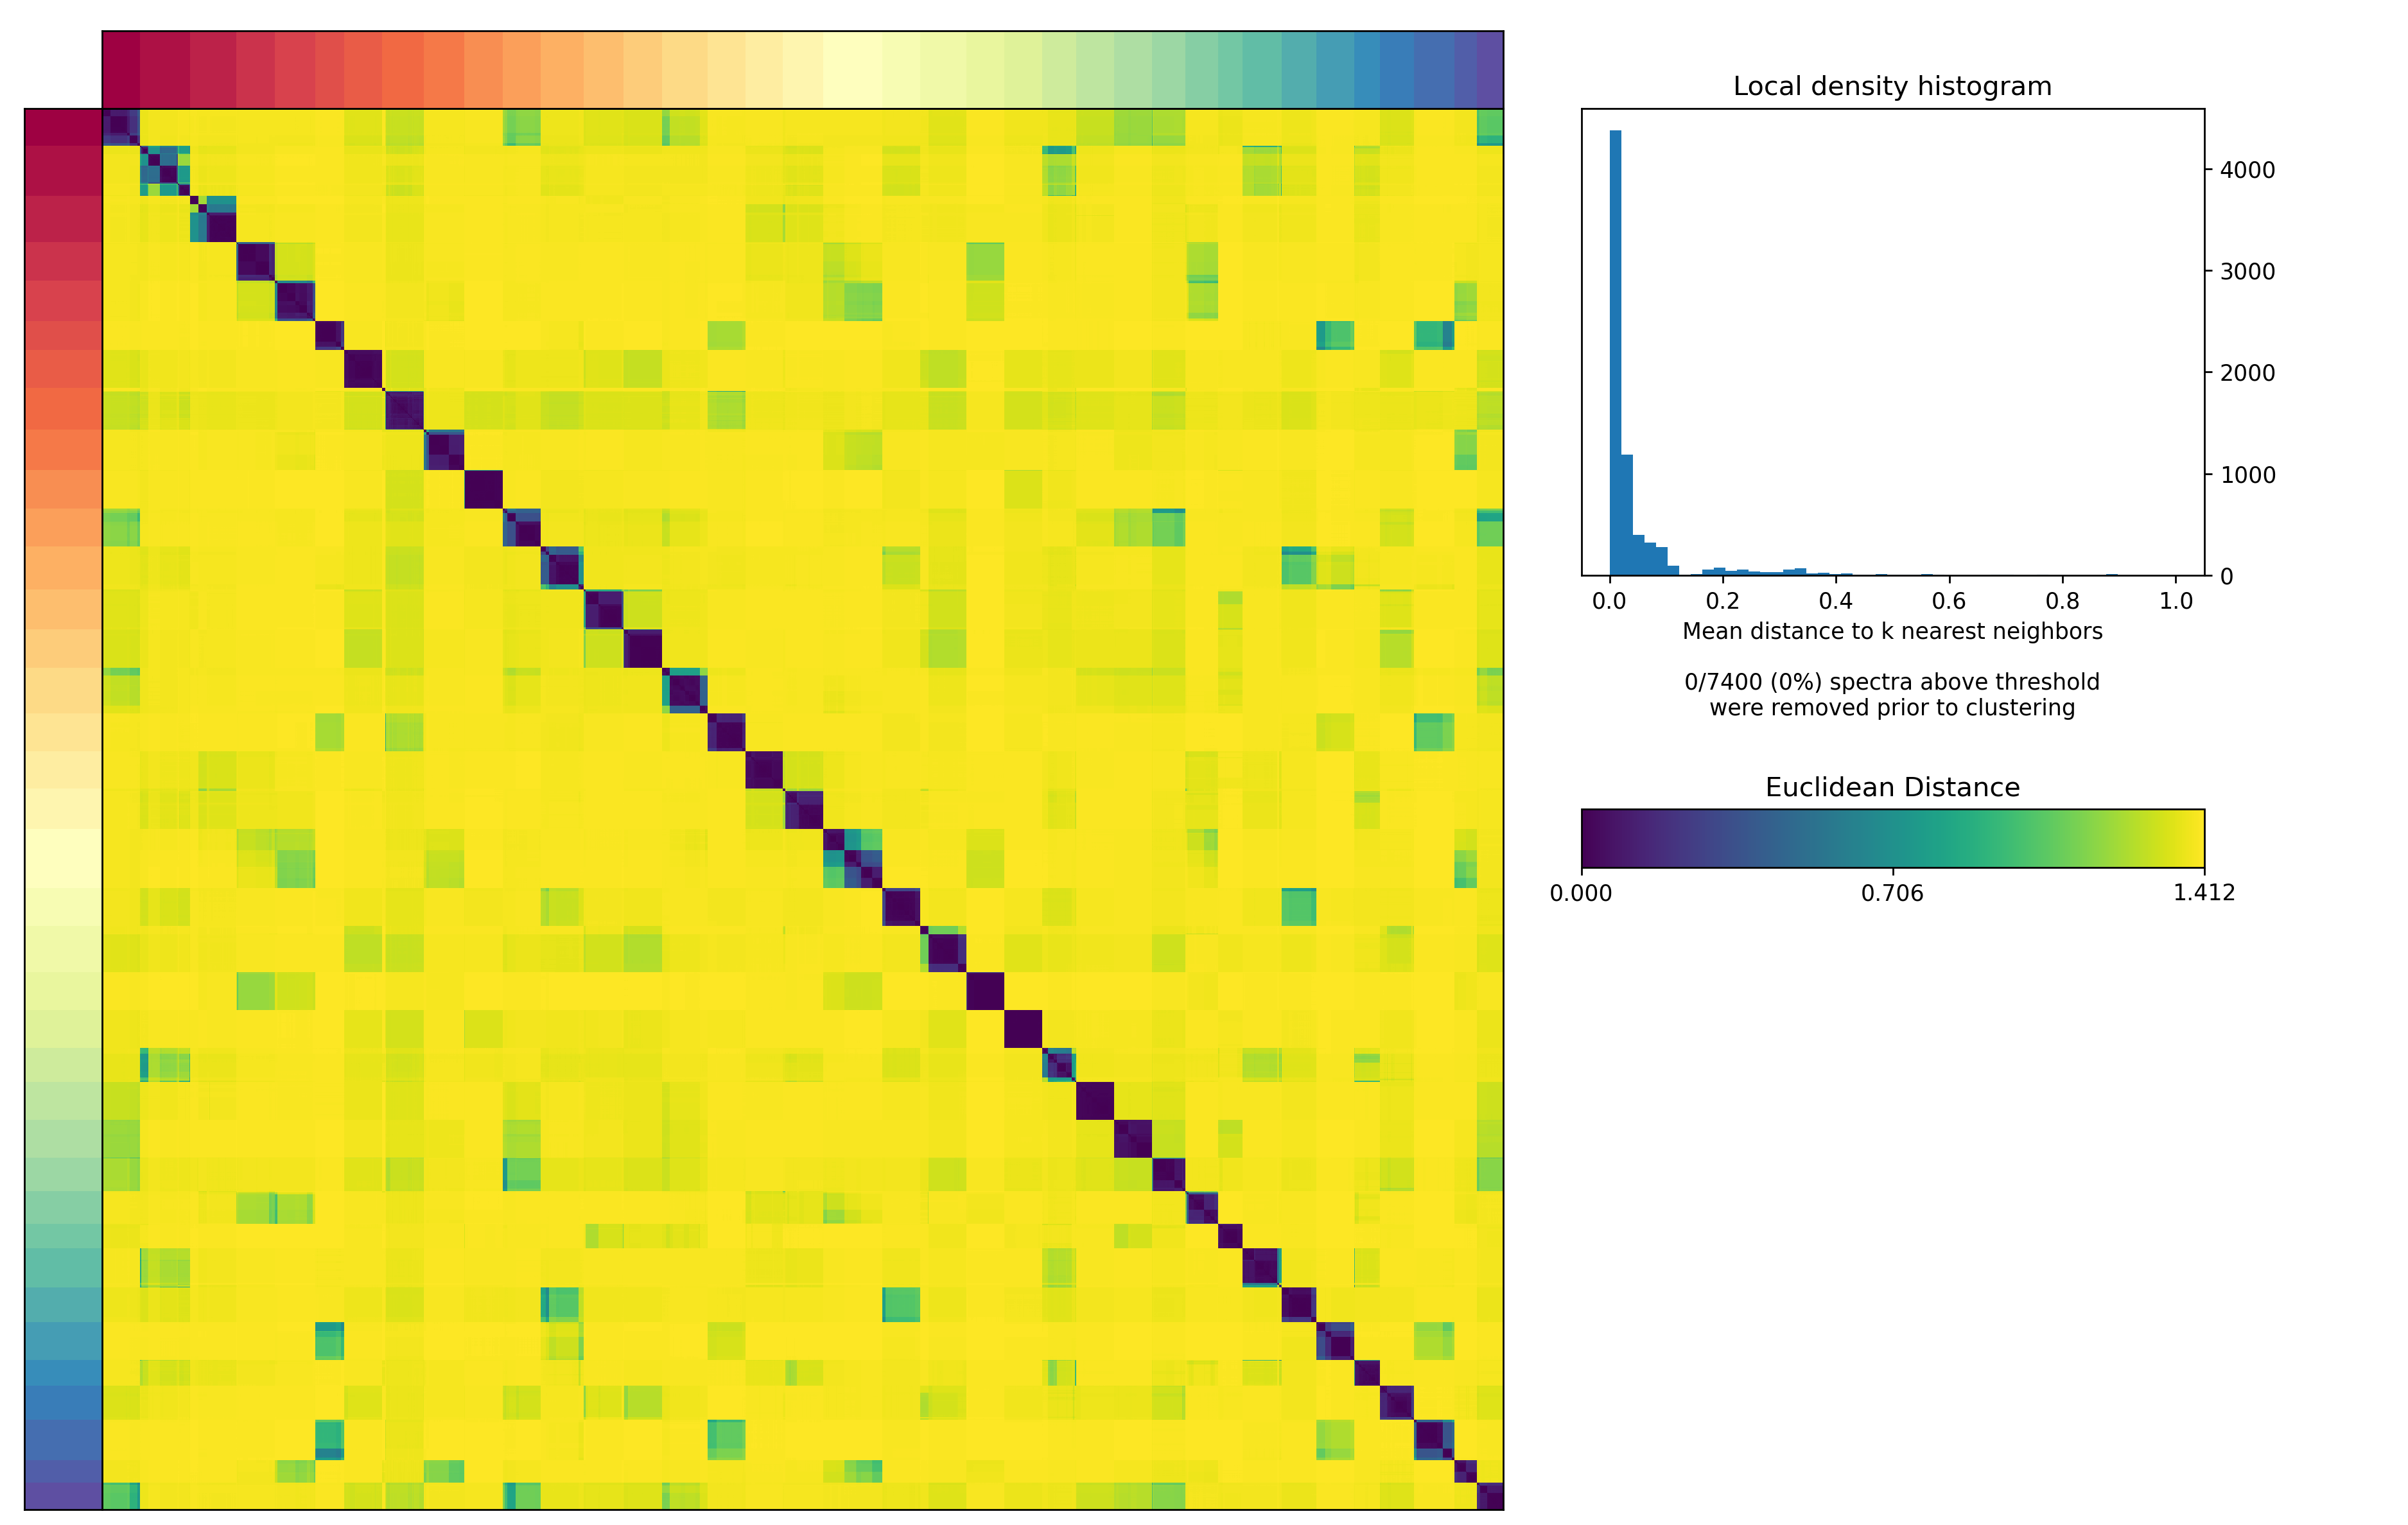 Local density histogram
4000
3000
2000
1000
0
0.0 0.2 0.4 0.6 0.8 1.0
Mean distance to k nearest neighbors
0/7400 (0%) spectra above threshold
were removed prior to clustering
Euclidean Distance
0.000 0.706 1.412